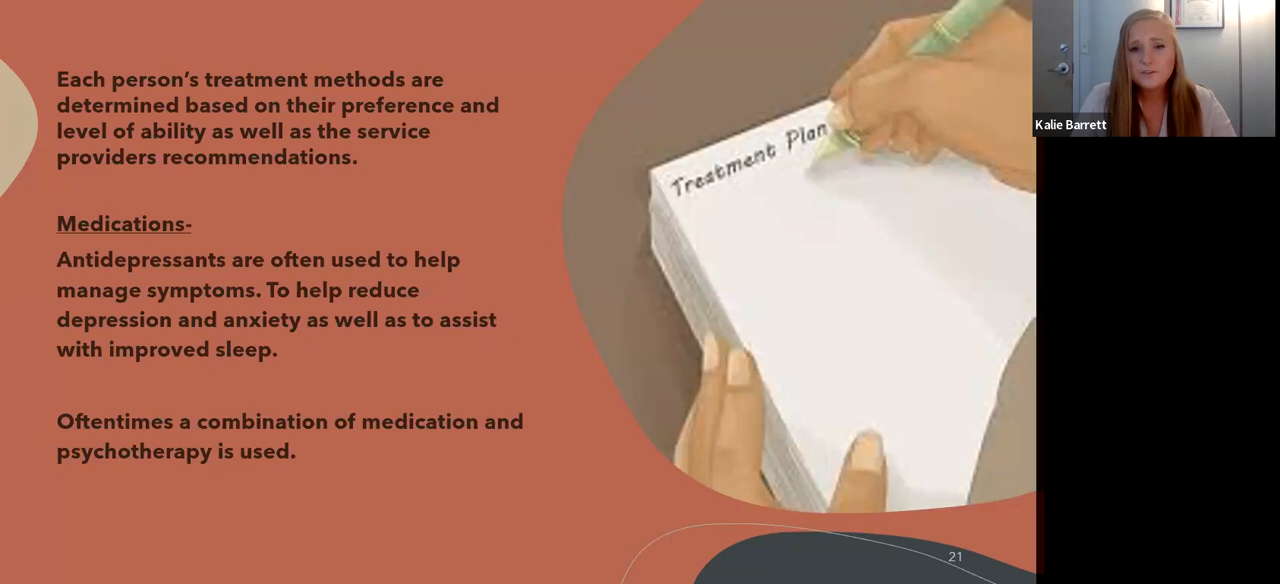 Each person's treatment methods are
determined based on their preference and
level of ability as well as the service
providers recommendations.
Medications-
Antidepressants are often used to help
manage symptoms. To help reduce
depression and anxiety as well as to assist
with improved sleep.
Oftentimes a combination of medication and
psychotherapy is used.
Treatment Plan
Kalie Barrett
21